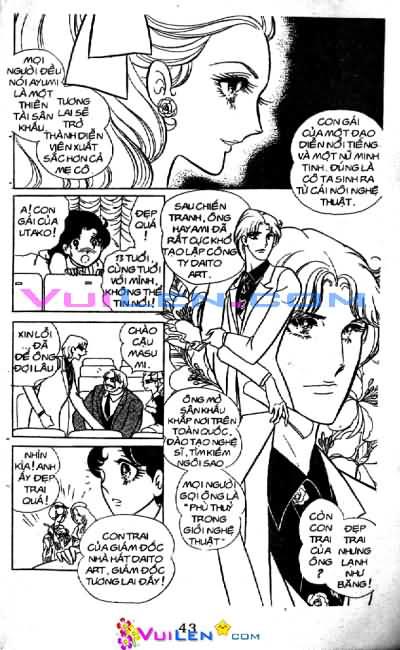 MỌI
NGƯỜI ĐỀU
NÓI AYUMI
LÀ MỘT
THIÊN
TÀI SÂN
KHẤU.
TƯƠNG
LAI SẼ
TRỞ
THÀNH DIỄN
VIÊN XUẤT
SẮC HƠN CẢ
MẸ CÔ
CON GÁI
CỦA MỘT ĐẠO
DIỄN NỔI TIẾNG
VÀ MỘT NỮ MINH
TINH. ĐÚNG LÀ
CÔ TA SINH RA
TỪ CÁI NÔI NGHỆ
THUẬT.
A! CON
GÁI CỦA
UTAKO!
ĐẸP
QUÁ!
13 TUỔI,
CÙNG TUỔI
VỚI MÌNH,
KHÔNG THỂ
TIN NỔI!
SAU CHIẾN
TRANH, ÔNG
HAYAMI ĐÃ
RẤT CỰC KHỔ
TẠO LẬP CÔNG
TY DAITO
ART.
VUILEN.COM
XIN LỖI
...ĐÃ
ĐỂ ÔNG
ĐỢI LÂU
CHÀO
CẬU
MASU
MI.
ÔNG MỞ
SÂN KHẤU
KHẮP NƠI TRÊN
TOÀN QUỐC,
ĐÀO TẠO NGHỆ
SĨ, TÌM KIẾM
NGÔI SAO
MỌI NGƯỜI
GỌI ÔNG LÀ
"PHÙ THUỶ
TRONG
GIỚI NGHỆ
THUẬT"
NHÌN
KÌA! ANH
ẤY ĐẸP
TRAI
QUÁ!
CON TRAI
CỦA GIÁM ĐỐC
NHÀ HÁT DAITO
ART, GIÁM ĐỐC
TƯƠNG LAI ĐẤY!
CÒN
CON
TRAI
CỦA
ÔNG
?
ĐẸP
TRAI
NHƯNG
LẠNH
NHƯ
BĂNG!
43
VUILEN.COM